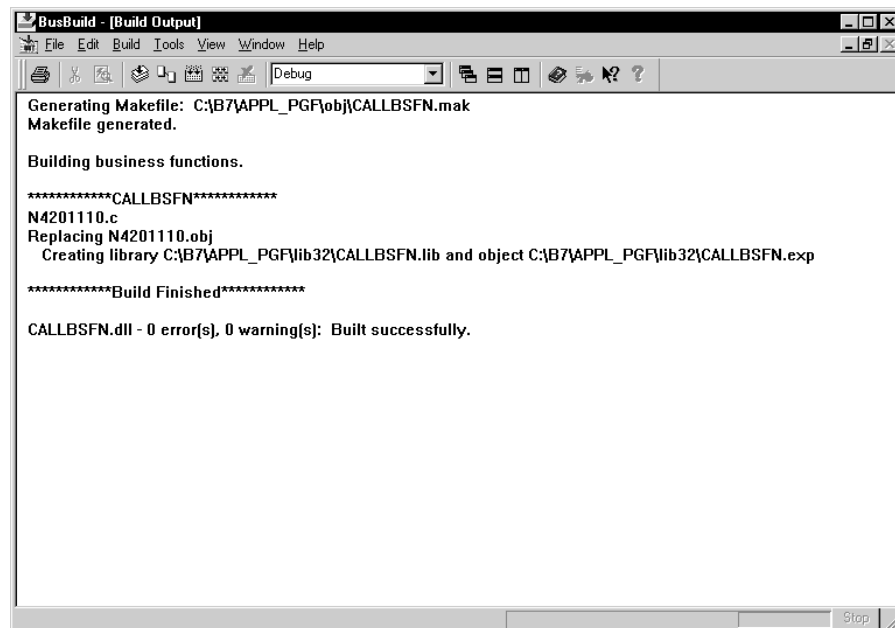 BusBuild - [Build Output]
File Edit Build Tools View Window Help
Debug
Generating Makefile: C:\B7\APPL_PGF\obj\CALLBSFN.mak
Makefile generated.
Building business functions.
************CALLBSFN************
N4201110.c
Replacing N4201110.obj
Creating library C:\B7\APPL_PGF\lib32\CALLBSFN.lib and object C:\B7\APPL_PGF\lib32\CALLBSFN.exp
************Build Finished************
CALLBSFN.dll - 0 error(s), 0 warning(s): Built successfully.
Stop